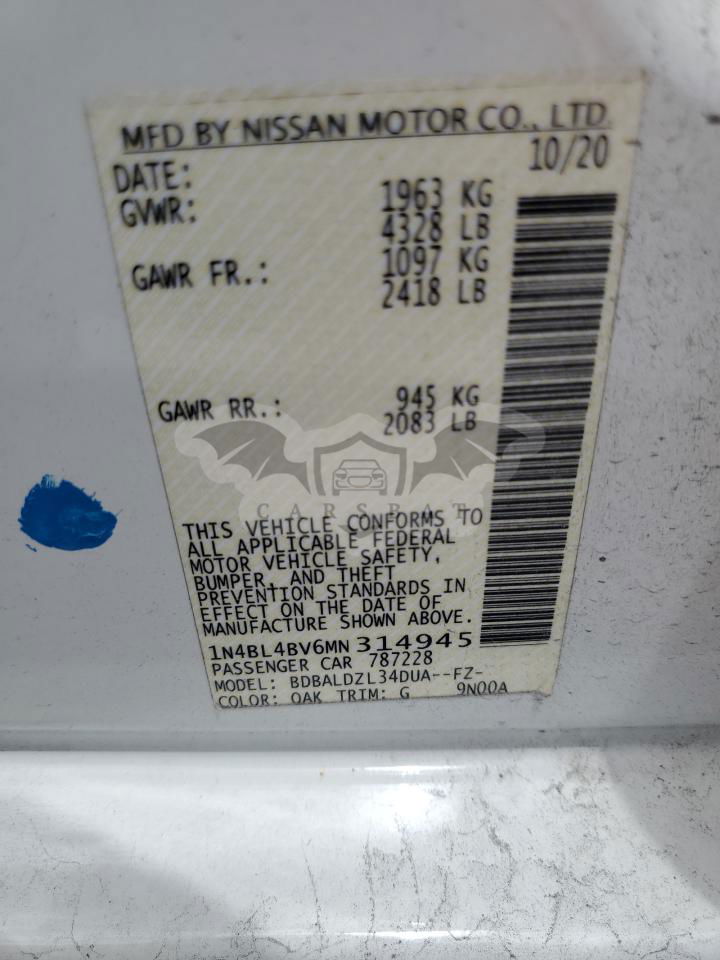 MFD BY NISSAN MOTOR CO., LTD.
DATE: 10/20
GVWR: 1963 KG
4328 LB
GAWR FR.: 1097 KG
2418 LB
GAWR RR.: 945 KG
2083 LB
CARSBAT
THIS VEHICLE CONFORMS TO
ALL APPLICABLE FEDERAL
MOTOR VEHICLE SAFETY,
BUMPER, AND THEFT
PREVENTION STANDARDS IN
EFFECT ON THE DATE OF
MANUFACTURE SHOWN ABOVE.
1N4BL4BV6MN314945
PASSENGER CAR 787228
MODEL: BDBALDZL34DUA--FZ-
COLOR: QAK TRIM: G 9N00A